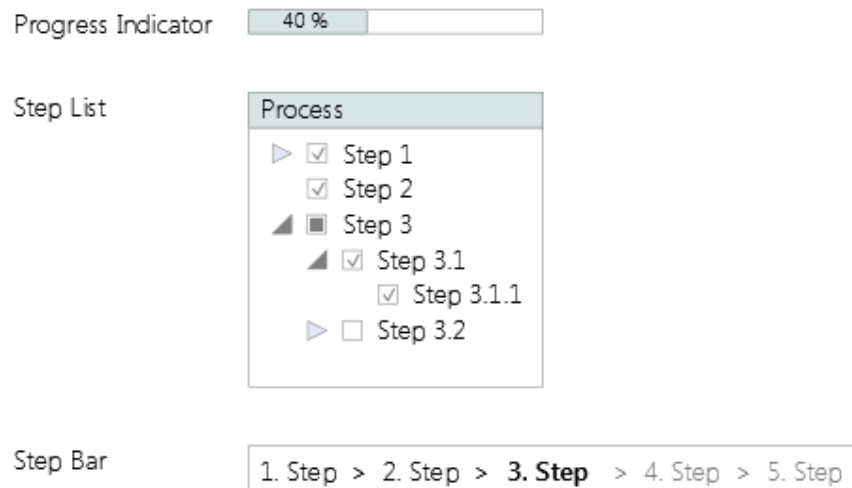 Progress Indicator 40 %
Step List
Process
Step 1
Step 2
Step 3
Step 3.1
Step 3.1.1
Step 3.2
Step Bar
1. Step > 2. Step > 3. Step > 4. Step > 5. Step